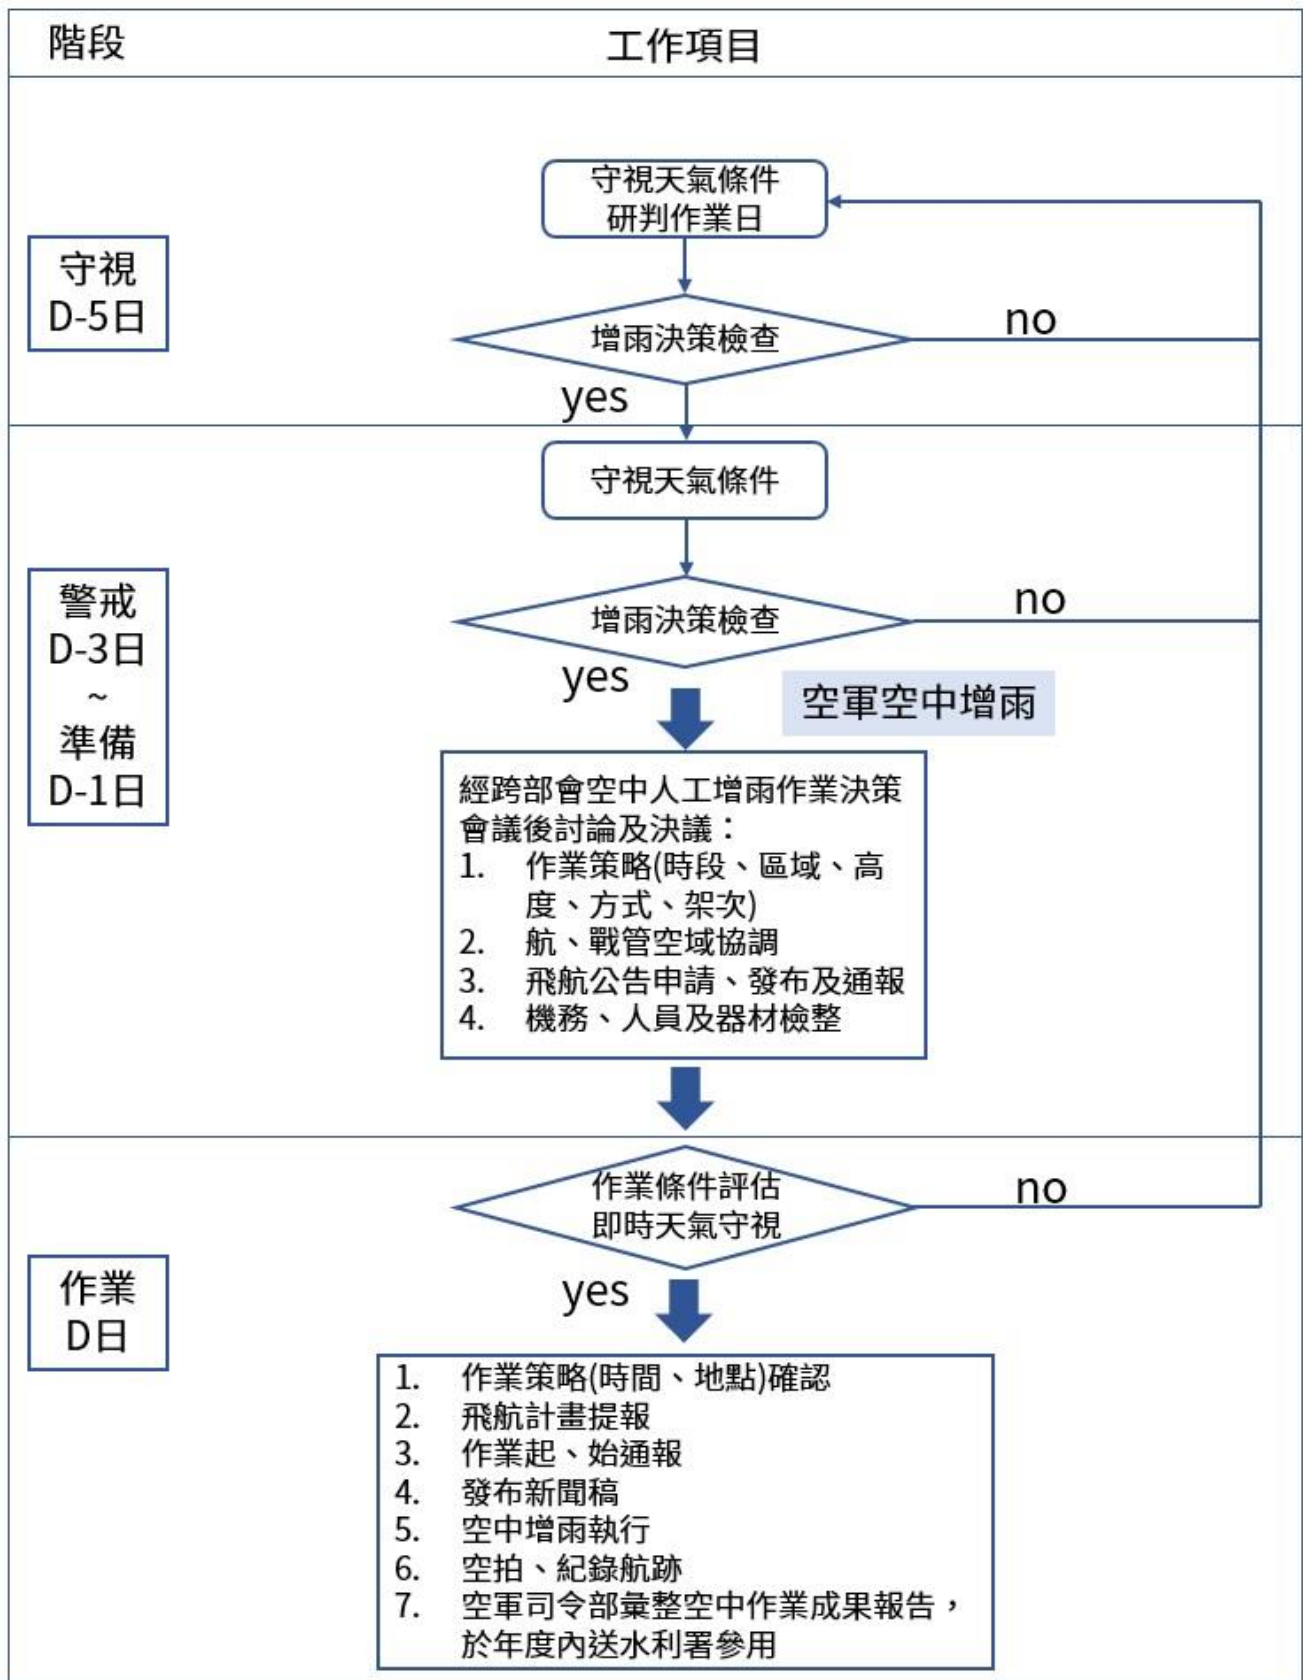 階段
工作項目
守視天氣條件
研判作業日
守視
D-5日
增雨決策檢查
no
yes
守視天氣條件
警戒
D-3日
~
準備
D-1日
增雨決策檢查
no
yes
空軍空中增雨
經跨部會空中人工增雨作業決策
會議後討論及決議：
1. 作業策略(時段、區域、高
度、方式、架次)
2. 航、戰管空域協調
3. 飛航公告申請、發布及通報
4. 機務、人員及器材檢整
作業條件評估
即時天氣守視
no
yes
作業
D日
1. 作業策略(時間、地點)確認
2. 飛航計畫提報
3. 作業起、始通報
4. 發布新聞稿
5. 空中增雨執行
6. 空拍、紀錄航跡
7. 空軍司令部彙整空中作業成果報告，
於年度內送水利署參用